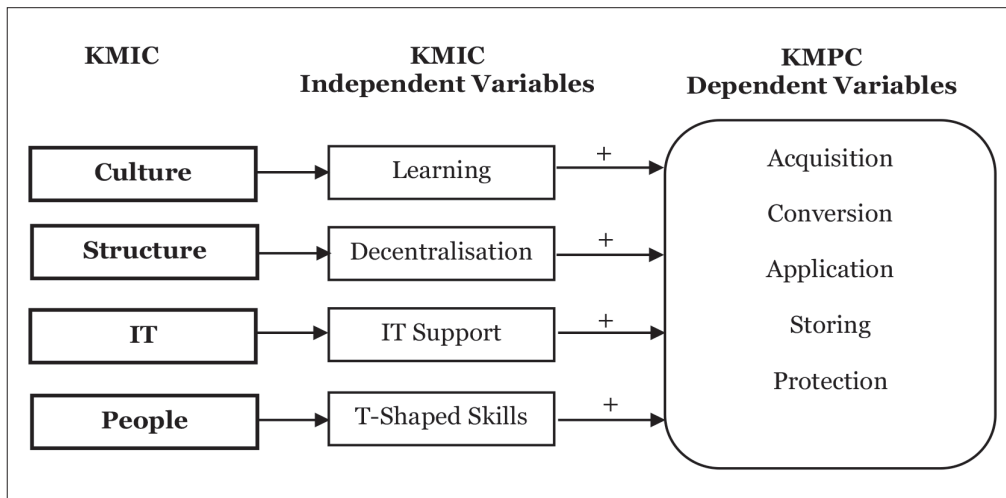 KMIC
KMIC
Independent Variables
KMPC
Dependent Variables
Culture
Learning
+
Acquisition
Conversion
Structure
Decentralisation
+
Application
IT
IT Support
+
Storing
Protection
People
T-Shaped Skills
+